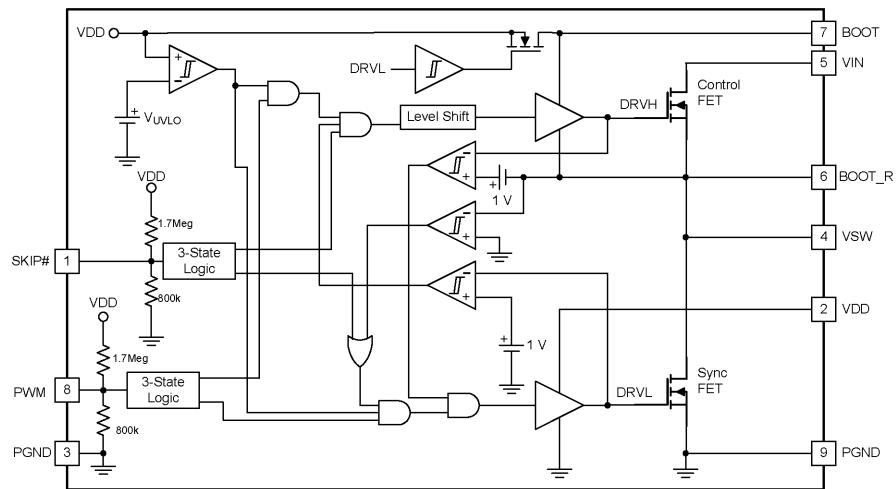 VDD
7
BOOT
DRVL
5
VIN
Control
FET
DRVH
Level Shift
+
−
VUVLO
+
−
+
+
1 V
6
BOOT_R
VDD
1.7Meg
−
+
4
VSW
SKIP#
1
3-State
Logic
800k
−
+
VDD
2
VDD
+
1 V
1.7Meg
PWM
8
3-State
Logic
DRVL
Sync
FET
800k
PGND
3
9
PGND